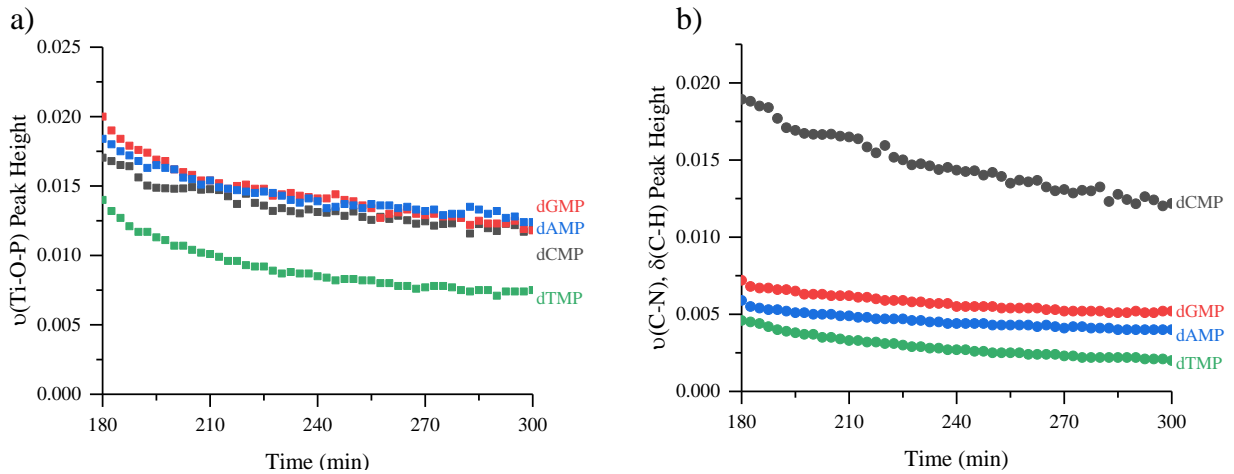 a)
υ(Ti-O-P) Peak Height
0.025
0.020
0.015
0.010
0.005
0.000
dGMP
dAMP
dCMP
dTMP
180
210
240
270
300
Time (min)
b)
υ(C-N), δ(C-H) Peak Height
0.020
0.015
0.010
0.005
0.000
dCMP
dGMP
dAMP
dTMP
180
210
240
270
300
Time (min)